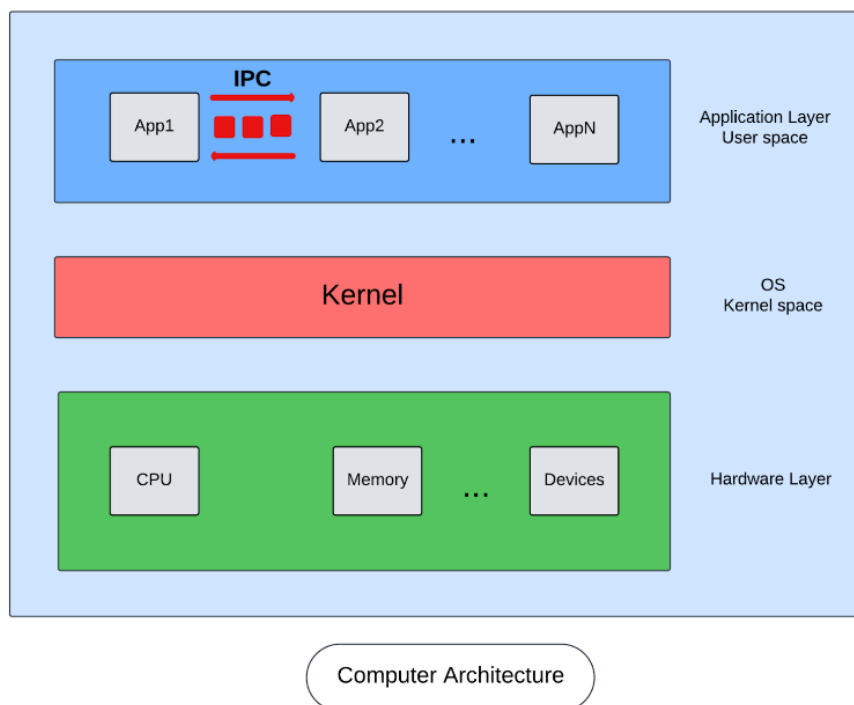 IPC
App1
App2
...
AppN
Application Layer
User space
Kernel
OS
Kernel space
CPU
Memory
...
Devices
Hardware Layer
Computer Architecture